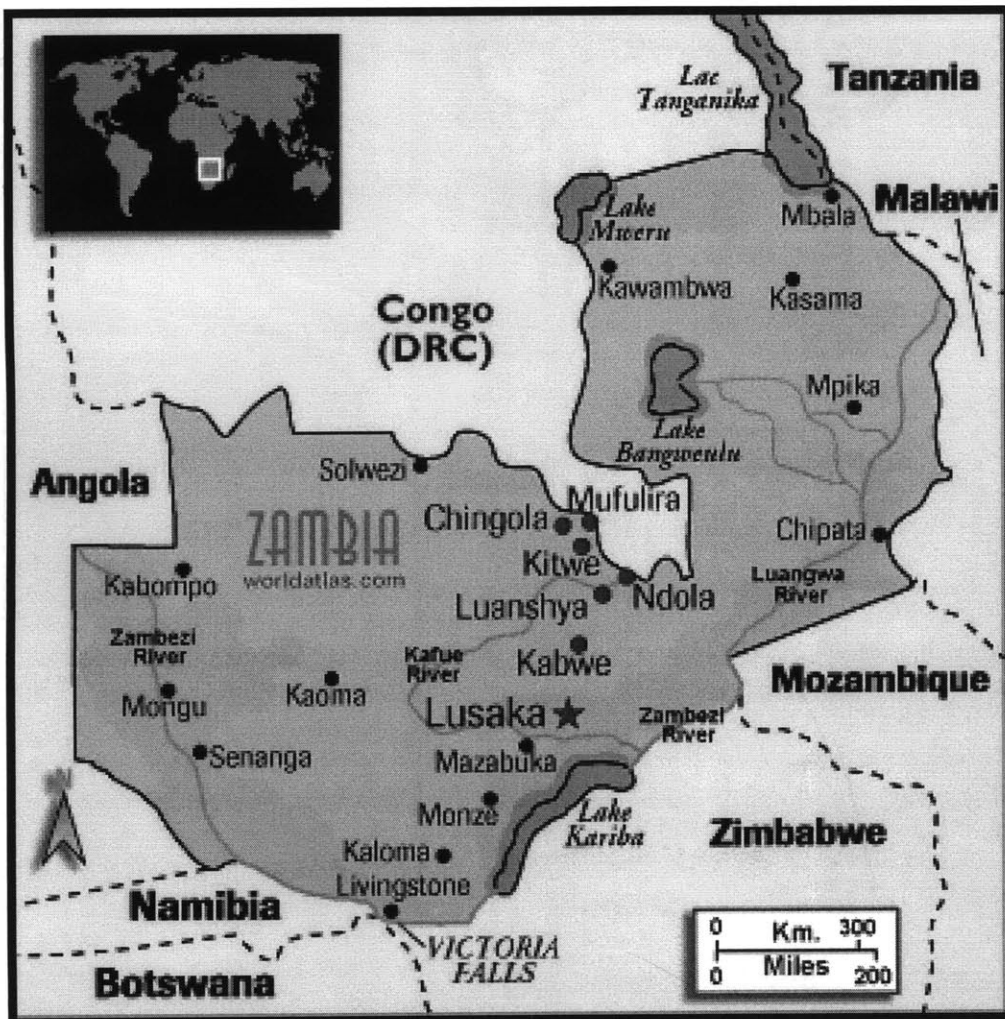 Lac
Tanganika
Tanzania
Malawi
Mbala
Lake
Mweru
Kawambwa
Kasama
Congo
(DRC)
Mpika
Lake
Bangweulu
Angola
Solwezi
Mufulira
Chingola
Chipata
ZAMBIA
worldatlas.com
Kitwe
Kabompo
Ndola
Luanshya
Luangwa
River
Zambezi
River
Kafue
River
Kabwe
Mozambique
Kaoma
Mongu
Lusaka
Zambezi
River
Senanga
Mazabuka
Monze
Lake
Kariba
Zimbabwe
Kaloma
Livingstone
Namibia
VICTORIA
FALLS
Botswana
0 Km. 300
Miles
0 200